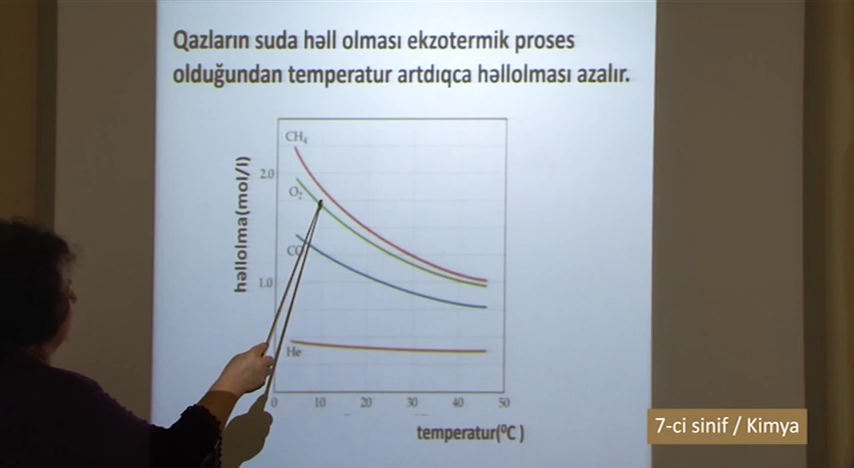 Qazların suda həll olması ekzotermik proses
olduğundan temperatur artdıqca həllolması azalır.
CH₄
2.0
O₂
həllolma(mol/l)
CO
1.0
He
0 10 20 30 40 50
temperatur(⁰C)
7-ci sinif / Kimya